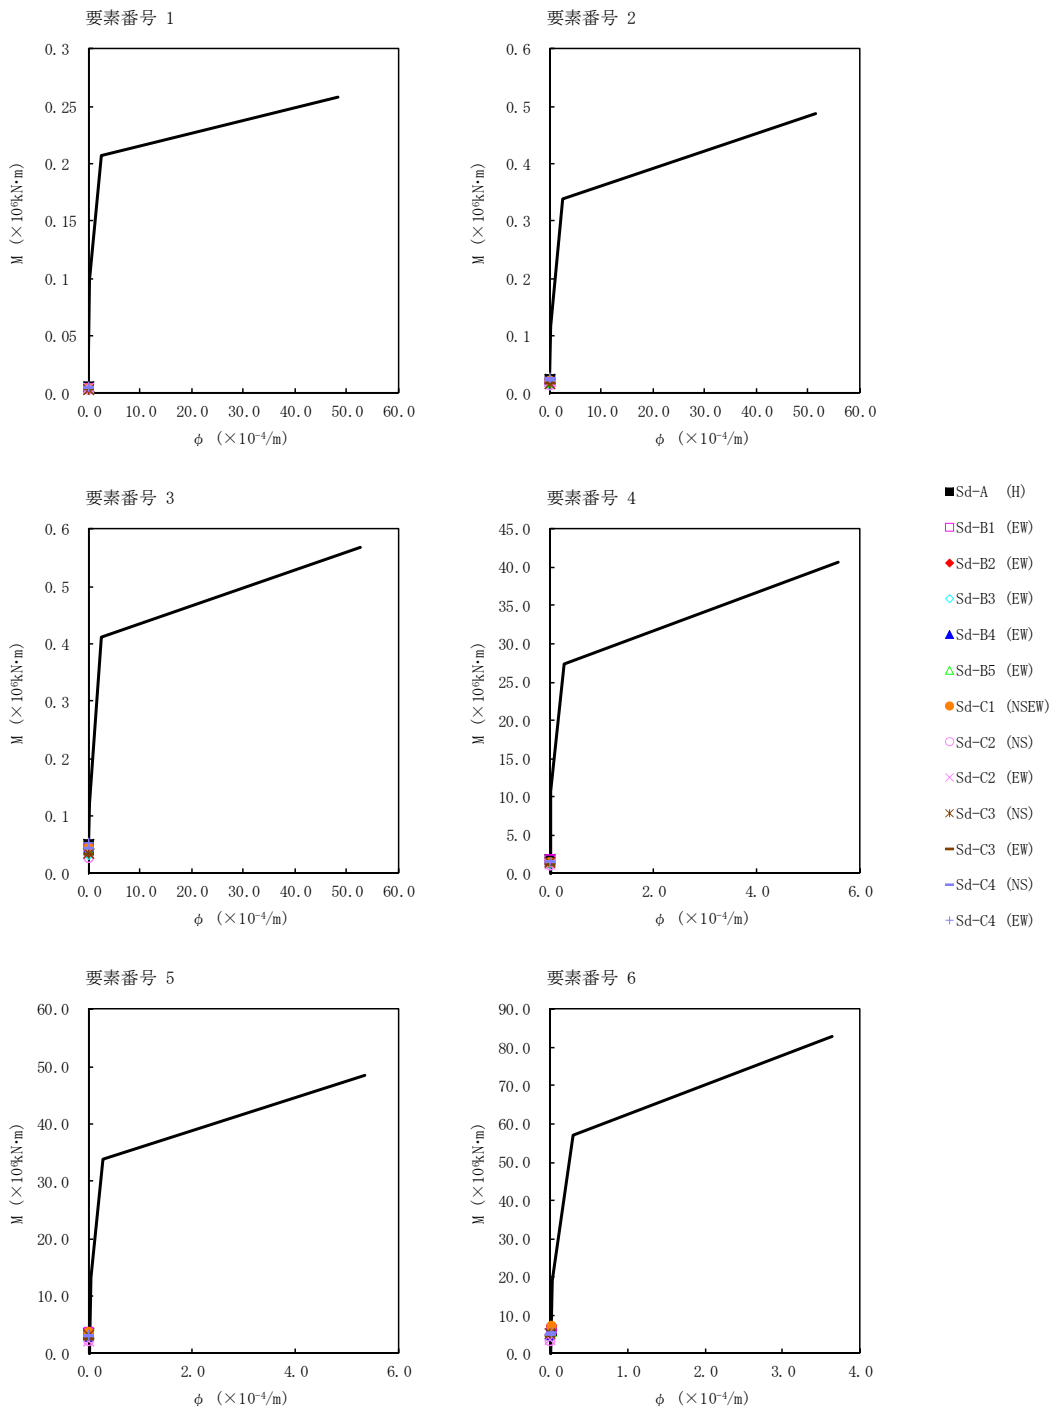 要素番号 1
0.3
0.25
0.2
0.15
0.1
0.05
0.0
M (×10⁶kN・m)
0.0 10.0 20.0 30.0 40.0 50.0 60.0
φ (×10⁻⁴/m)
要素番号 2
0.6
0.5
0.4
0.3
0.2
0.1
0.0
M (×10⁶kN・m)
0.0 10.0 20.0 30.0 40.0 50.0 60.0
φ (×10⁻⁴/m)
要素番号 3
0.6
0.5
0.4
0.3
0.2
0.1
0.0
M (×10⁶kN・m)
0.0 10.0 20.0 30.0 40.0 50.0 60.0
φ (×10⁻⁴/m)
要素番号 4
45.0
40.0
35.0
30.0
25.0
20.0
15.0
10.0
5.0
0.0
M (×10⁶kN・m)
0.0 2.0 4.0 6.0
φ (×10⁻⁴/m)
Sd-A (H)
Sd-B1 (EW)
Sd-B2 (EW)
Sd-B3 (EW)
Sd-B4 (EW)
Sd-B5 (EW)
Sd-C1 (NSEW)
Sd-C2 (NS)
Sd-C2 (EW)
Sd-C3 (NS)
Sd-C3 (EW)
Sd-C4 (NS)
Sd-C4 (EW)
要素番号 5
60.0
50.0
40.0
30.0
20.0
10.0
0.0
M (×10⁶kN・m)
0.0 2.0 4.0 6.0
φ (×10⁻⁴/m)
要素番号 6
90.0
80.0
70.0
60.0
50.0
40.0
30.0
20.0
10.0
0.0
M (×10⁶kN・m)
0.0 1.0 2.0 3.0 4.0
φ (×10⁻⁴/m)